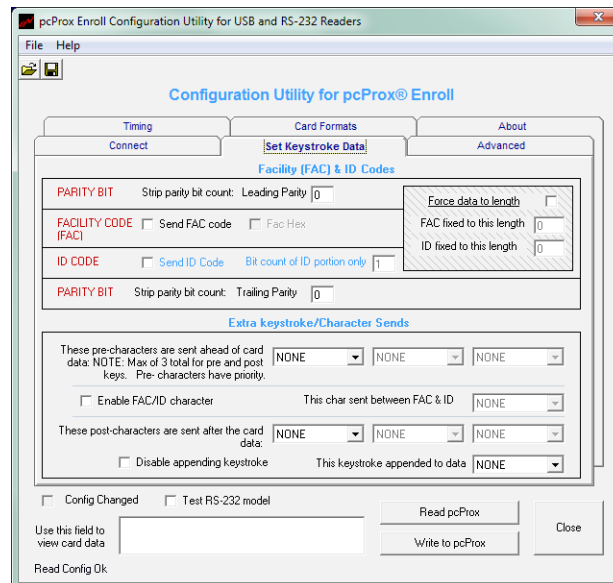 pcProx Enroll Configuration Utility for USB and RS-232 Readers
File Help
Configuration Utility for pcProx® Enroll
Timing Card Formats About
Connect Set Keystroke Data Advanced
Facility (FAC) & ID Codes
PARITY BIT Strip parity bit count: Leading Parity 0
Force data to length
FACILITY CODE (FAC) Send FAC code Fac Hex
FAC fixed to this length 0
ID fixed to this length 0
ID CODE Send ID Code Bit count of ID portion only 1
PARITY BIT Strip parity bit count: Trailing Parity 0
Extra keystroke/Character Sends
These pre-characters are sent ahead of card
data: NOTE: Max of 3 total for pre and post
keys. Pre- characters have priority.
NONE NONE NONE
Enable FAC/ID character This char sent between FAC & ID NONE
These post-characters are sent after the card
data:
NONE NONE NONE
Disable appending keystroke This keystroke appended to data NONE
Config Changed Test RS-232 model
Read pcProx
Use this field to
view card data
Write to pcProx
Close
Read Config Ok